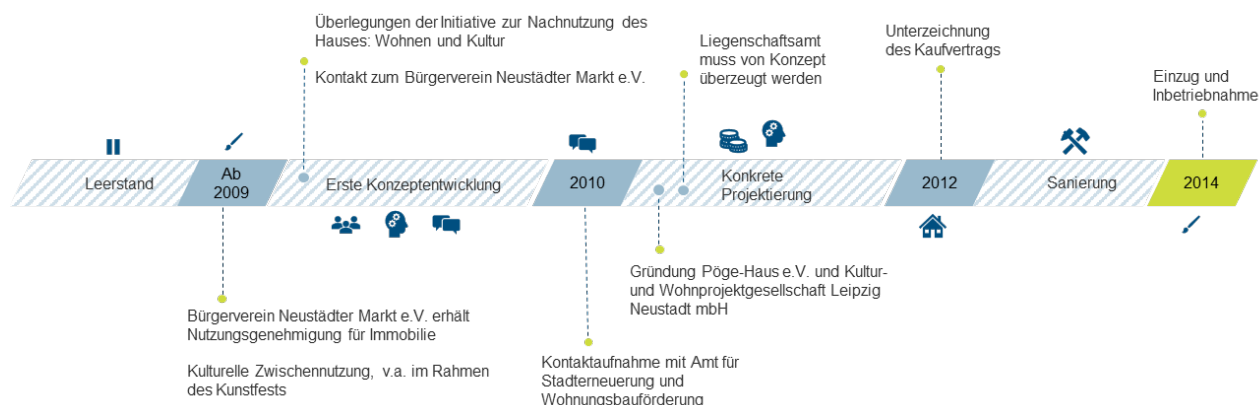 Überlegungen der Initiative zur Nachnutzung des
Hauses: Wohnen und Kultur
Kontakt zum Bürgerverein Neustädter Markt e.V.
Liegenschaftsamt
muss von Konzept
überzeugt werden
Unterzeichnung
des Kaufvertrags
Einzug und
Inbetriebnahme
Leerstand
Ab
2009
Erste Konzeptentwicklung
2010
Konkrete
Projektierung
2012
Sanierung
2014
Bürgerverein Neustädter Markt e.V. erhält
Nutzungsgenehmigung für Immobilie
Kulturelle Zwischennutzung, v.a. im Rahmen
des Kunstfests
Kontaktaufnahme mit Amt für
Stadterneuerung und
Wohnungsbauförderung
Gründung Pöge-Haus e.V. und Kultur-
und Wohnprojektgesellschaft Leipzig
Neustadt mbH